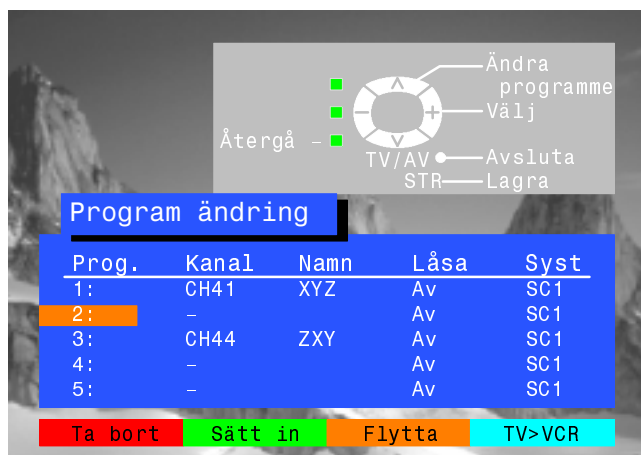 Ändra
programme
Välj
Återgå –
TV/AV Avsluta
STR Lagra
Program ändring
Prog. Kanal Namn Låsa Syst
1: CH41 XYZ Av SC1
2: – Av SC1
3: CH44 ZXY Av SC1
4: – Av SC1
5: – Av SC1
Ta bort Sätt in Flytta TV>VCR